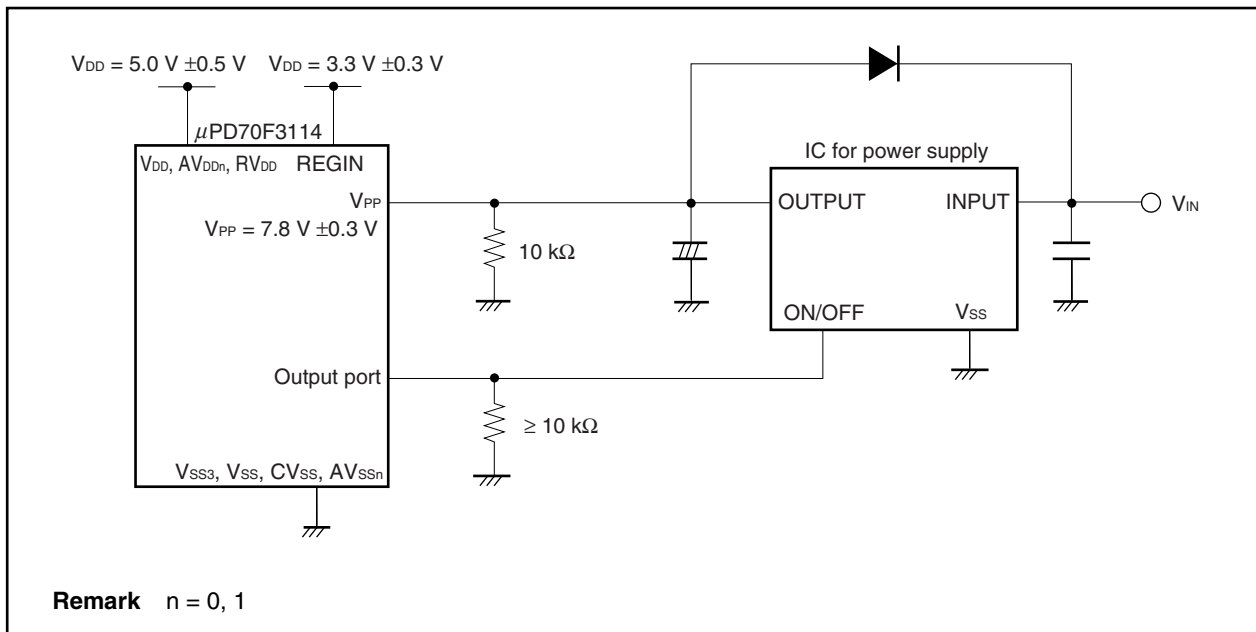 VDD = 5.0 V ±0.5 V VDD = 3.3 V ±0.3 V
μPD70F3114
VDD, AVDDn, RVDD REGIN
VPP
VPP = 7.8 V ±0.3 V
10 kΩ
IC for power supply
OUTPUT INPUT
VIN
ON/OFF VSS
Output port
≥ 10 kΩ
VSS3, VSS, CVSS, AVSSn
Remark n = 0, 1